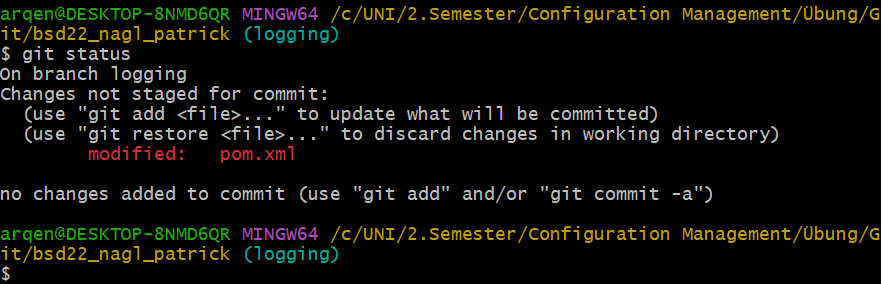 arqen@DESKTOP-8NMD6QR MINGW64 /c/UNI/2.Semester/Configuration Management/Übung/G
it/bsd22_nagl_patrick (logging)
$ git status
On branch logging
Changes not staged for commit:
  (use "git add <file>..." to update what will be committed)
  (use "git restore <file>..." to discard changes in working directory)
        modified:   pom.xml

no changes added to commit (use "git add" and/or "git commit -a")

arqen@DESKTOP-8NMD6QR MINGW64 /c/UNI/2.Semester/Configuration Management/Übung/G
it/bsd22_nagl_patrick (logging)
$